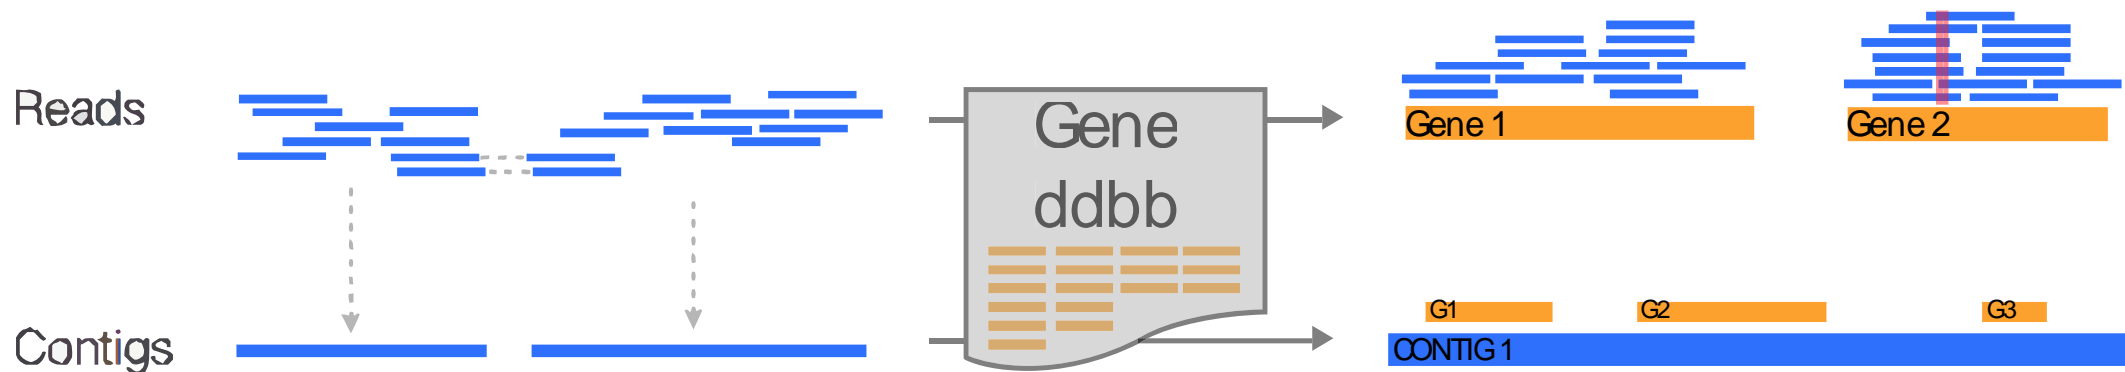 Reads
Gene
ddbb
Gene 1
Gene 2
Contigs
G1
G2
G3
CONTIG 1